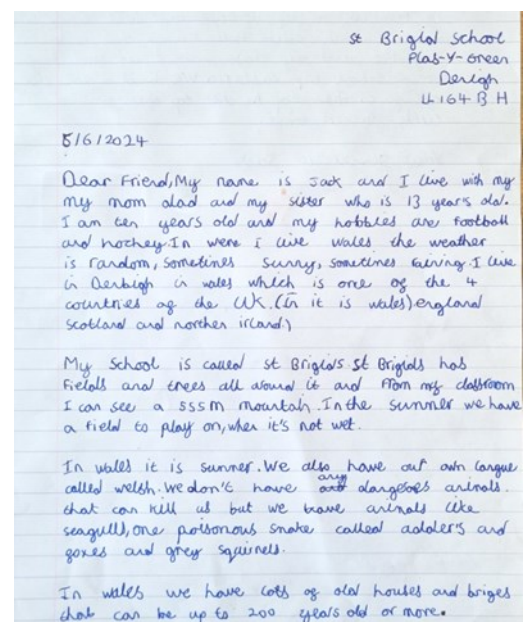 St Brigid School
Plas-Y-Green
Denbigh
LL164BH
5/6/2024
Dear Friend, My name is Jack and I live with my
my mom dad and my sister who is 13 year's old.
I am ten years old and my hobbies are football
and hockey. In were i live wales the weather
is random, sometimes sunny, sometimes raining. I live
in Denbigh in wales which is one of the 4
countries of the UK. (In it is wales) england
Scotland and norther irland.)
My School is called st Brigids. St Brigids has
Fields and trees all around it and from my classroom
I can see a 555m mountain. In the summer we have
a field to play on, when it's not wet.
In wales it is summer. We also have our own langue
called welsh. We don't have any dangeroes animals
that can kill us but we have animals like
seagulls, one poisonous snake called adders and
foxes and grey squirrels.
In wales we have lots of old houses and briges
that can be up to 200 years old or more.